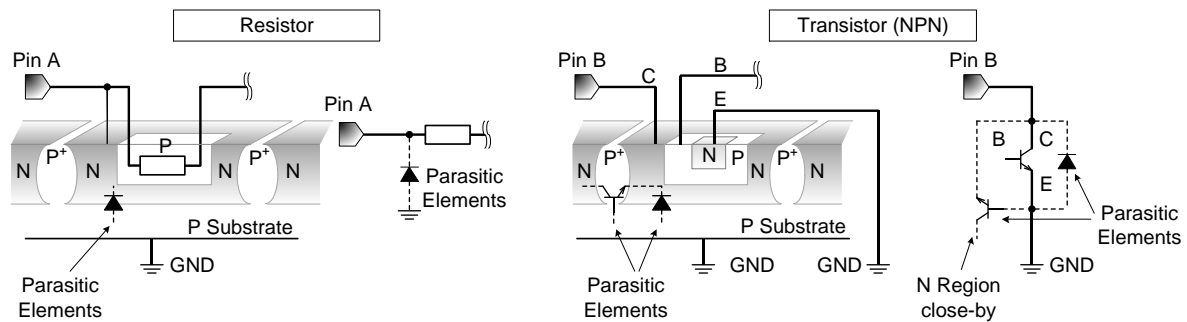 Resistor
Pin A
N
P+
N
P
N
P+
N
P Substrate
GND
Parasitic
Elements
Pin A
Parasitic
Elements
Transistor (NPN)
Pin B
C
B
E
N
P+
N
N
P
P+
N
N
P Substrate
GND
GND
Parasitic
Elements
Pin B
B
C
E
Parasitic
Elements
GND
N Region
close-by